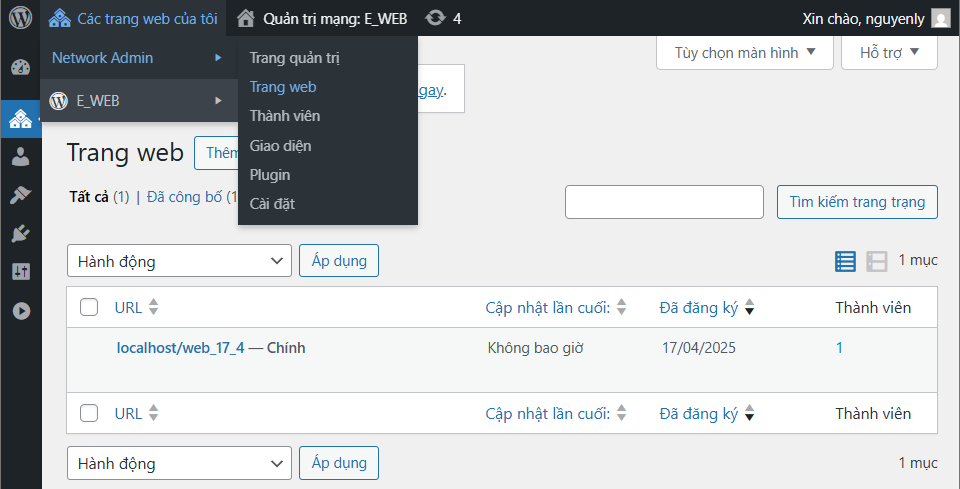 Các trang web của tôi
Quản trị mạng: E_WEB
4
Xin chào, nguyenly
Network Admin
E_WEB
Trang quản trị
Trang web
Thành viên
Giao diện
Plugin
Cài đặt
Tùy chọn màn hình
Hỗ trợ
gay.
Trang web
Thêm
Tất cả (1) | Đã công bố (1
Tìm kiếm trang trạng
Hành động
Áp dụng
1 mục
URL Cập nhật lần cuối: Đã đăng ký Thành viên
localhost/web_17_4 — Chính Không bao giờ 17/04/2025 1
URL Cập nhật lần cuối: Đã đăng ký Thành viên
Hành động
Áp dụng
1 mục